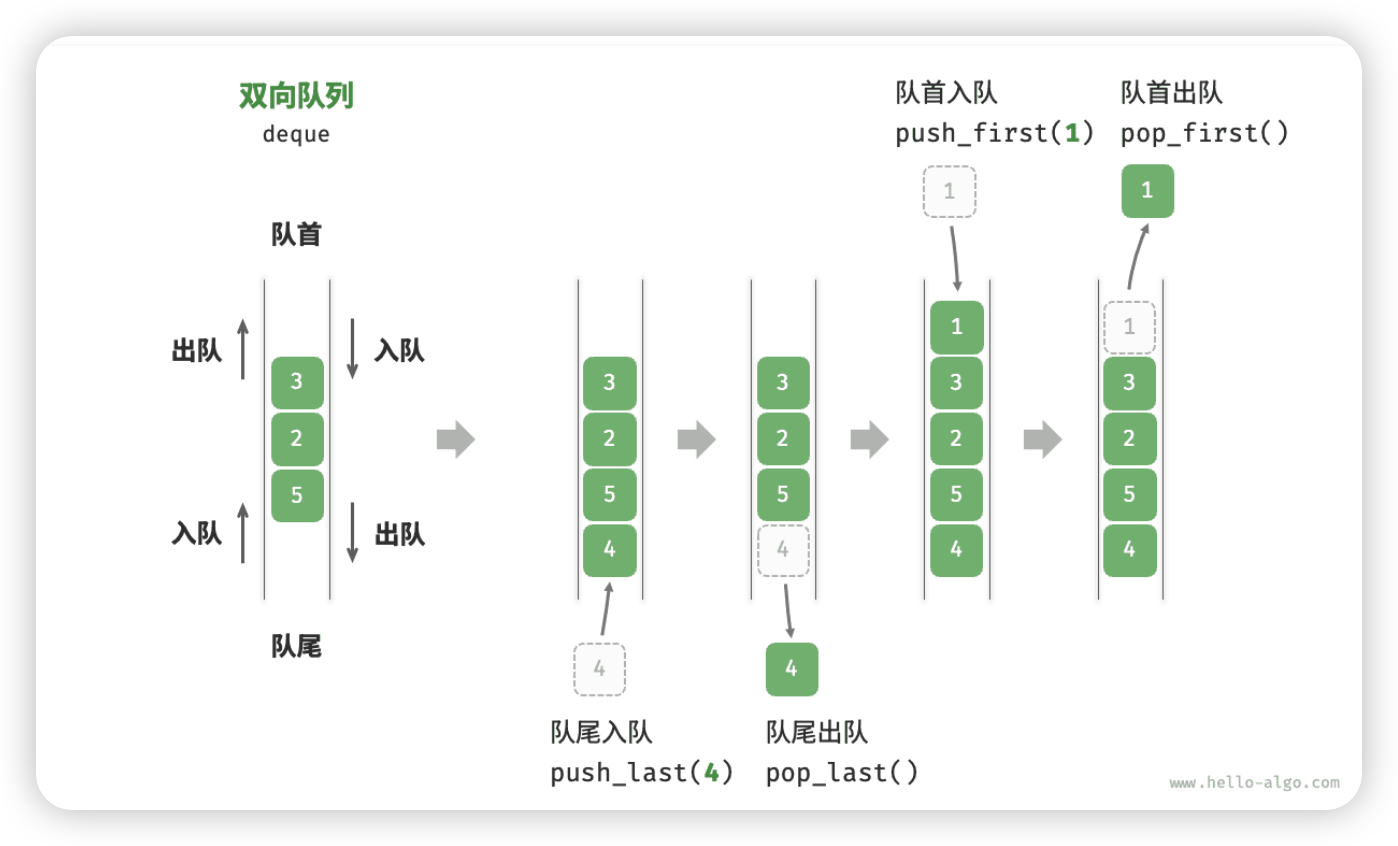 双向队列
deque
队首
出队
入队
3
2
5
入队
出队
队尾
3
2
5
4
4
队尾入队
push_last(4)
3
2
5
4
4
队尾出队
pop_last()
队首入队
push_first(1)
1
1
3
2
5
4
队首出队
pop_first()
1
1
3
2
5
4
www.hello-algo.com